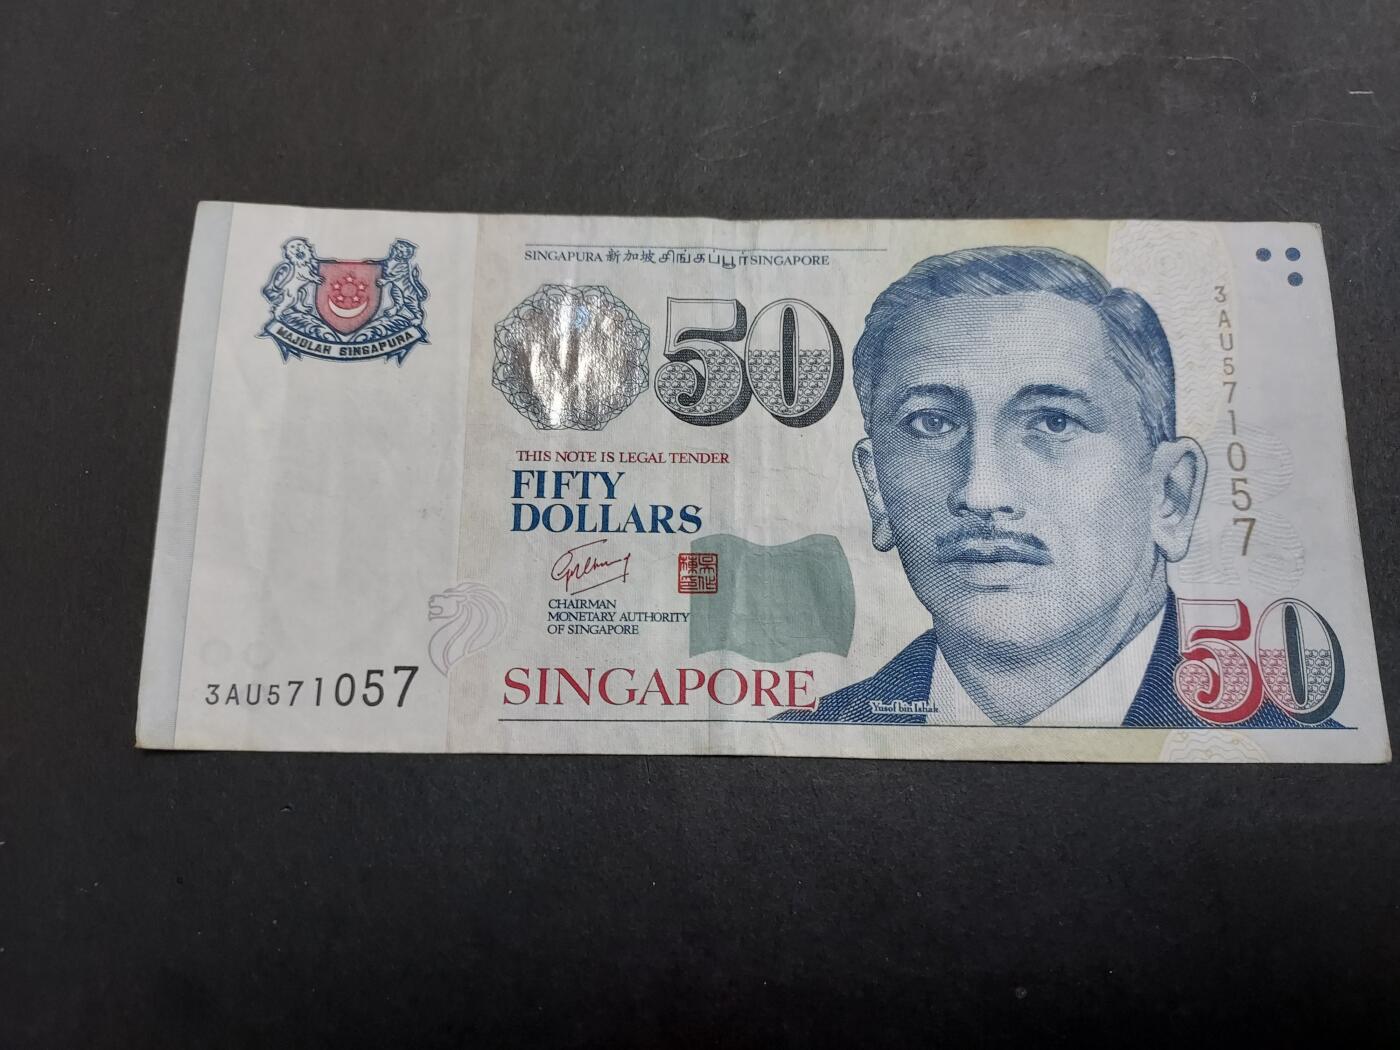 MAJULAH SINGAPURA
SINGAPURA 新加坡 சிங்கப்பூர் SINGAPORE
50
3AU571057
THIS NOTE IS LEGAL TENDER
FIFTY
DOLLARS
CHAIRMAN
MONETARY AUTHORITY
OF SINGAPORE
3AU571057
SINGAPORE
Yusof bin Ishak
50